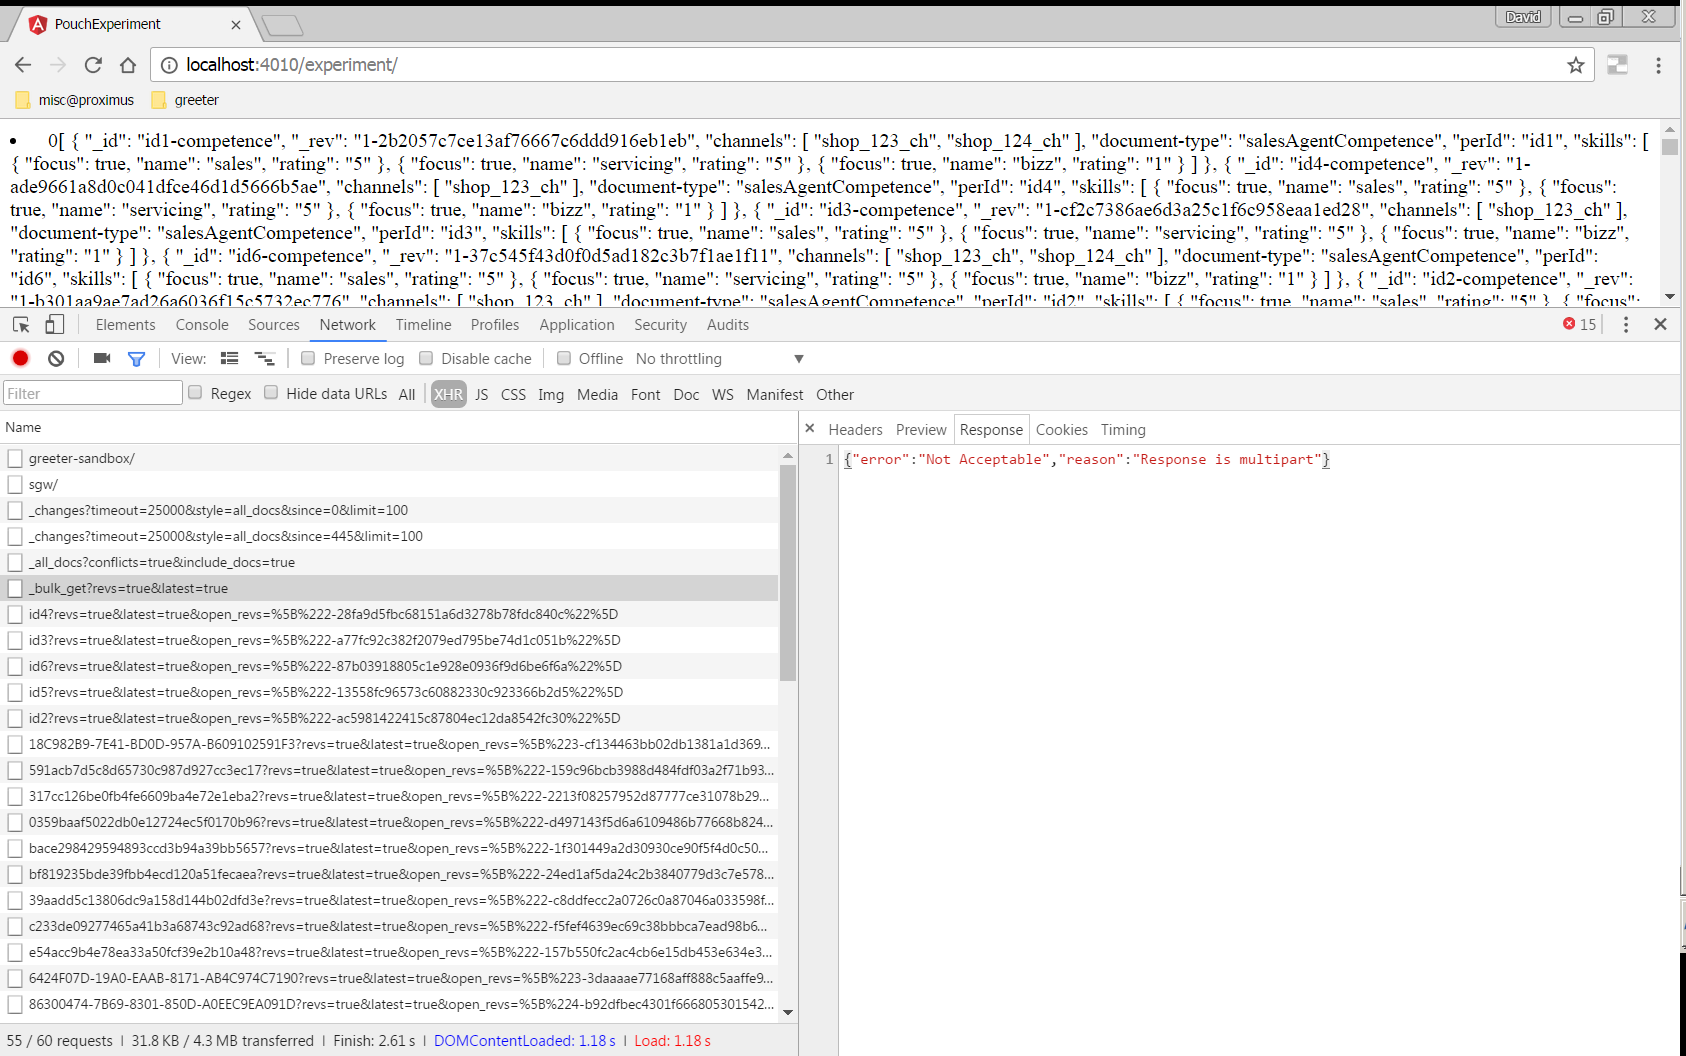 PouchExperiment
David
localhost:4010/experiment/
misc@proximus greeter
0[ { "_id": "id1-competence", "_rev": "1-2b2057c7ce13af76667c6ddd916eb1eb", "channels": [ "shop_123_ch", "shop_124_ch" ], "document-type": "salesAgentCompetence", "perId": "id1", "skills": [
{ "focus": true, "name": "sales", "rating": "5" }, { "focus": true, "name": "servicing", "rating": "5" }, { "focus": true, "name": "bizz", "rating": "1" } ] }, { "_id": "id4-competence", "_rev": "1-
ade9661a8d0c041dfce46d1d5666b5ae", "channels": [ "shop_123_ch" ], "document-type": "salesAgentCompetence", "perId": "id4", "skills": [ { "focus": true, "name": "sales", "rating": "5" }, { "focus":
true, "name": "servicing", "rating": "5" }, { "focus": true, "name": "bizz", "rating": "1" } ] }, { "_id": "id3-competence", "_rev": "1-cf2c7386ae6d3a25c1f6c958eaa1ed28", "channels": [ "shop_123_ch" ],
"document-type": "salesAgentCompetence", "perId": "id3", "skills": [ { "focus": true, "name": "sales", "rating": "5" }, { "focus": true, "name": "servicing", "rating": "5" }, { "focus": true, "name": "bizz",
"rating": "1" } ] }, { "_id": "id6-competence", "_rev": "1-37c545f43d0f0d5ad182c3b7f1ae1f11", "channels": [ "shop_123_ch", "shop_124_ch" ], "document-type": "salesAgentCompetence", "perId":
"id6", "skills": [ { "focus": true, "name": "sales", "rating": "5" }, { "focus": true, "name": "servicing", "rating": "5" }, { "focus": true, "name": "bizz", "rating": "1" } ] }, { "_id": "id2-competence", "_rev":
"1-b301aa9ae7ad26a6036f15c5732ec776", "channels": [ "shop_123_ch" ], "document-type": "salesAgentCompetence", "perId": "id2", "skills": [ { "focus": true, "name": "sales", "rating": "5" }, { "focus":
Elements Console Sources Network Timeline Profiles Application Security Audits 15
View: Preserve log Disable cache Offline No throttling
Filter Regex Hide data URLs All XHR JS CSS Img Media Font Doc WS Manifest Other
Name
Headers Preview Response Cookies Timing
1 {"error":"Not Acceptable","reason":"Response is multipart"}
greeter-sandbox/
sgw/
_changes?timeout=25000&style=all_docs&since=0&limit=100
_changes?timeout=25000&style=all_docs&since=445&limit=100
_all_docs?conflicts=true&include_docs=true
_bulk_get?revs=true&latest=true
id4?revs=true&latest=true&open_revs=%5B%222-28fa9d5fbc68151a6d3278b78fdc840c%22%5D
id3?revs=true&latest=true&open_revs=%5B%222-a77fc92c382f2079ed795be74d1c051b%22%5D
id6?revs=true&latest=true&open_revs=%5B%222-87b03918805c1e928e0936f9d6be6f6a%22%5D
id5?revs=true&latest=true&open_revs=%5B%222-13558fc96573c60882330c923366b2d5%22%5D
id2?revs=true&latest=true&open_revs=%5B%222-ac5981422415c87804ec12da8542fc30%22%5D
18C982B9-7E41-BD0D-957A-B609102591F3?revs=true&latest=true&open_revs=%5B%223-cf134463bb02db1381a1d369...
591acb7d5c8d65730c987d927cc3ec17?revs=true&latest=true&open_revs=%5B%222-159c96bcb3988d484fdf03a2f71b93...
317cc126be0fb4fe6609ba4e72e1eba2?revs=true&latest=true&open_revs=%5B%222-2213f08257952d87777ce31078b29...
0359baaf5022db0e12724ec5f0170b96?revs=true&latest=true&open_revs=%5B%222-d497143f5d6a6109486b77668b824...
bace298429594893ccd3b94a39bb5657?revs=true&latest=true&open_revs=%5B%222-1f301449a2d30930ce90f5f4d0c50...
bf819235bde39fbb4ecd120a51fecaea?revs=true&latest=true&open_revs=%5B%222-24ed1af5da24c2b3840779d3c7e578...
39aadd5c13806dc9a158d144b02dfd3e?revs=true&latest=true&open_revs=%5B%222-c8ddfecc2a0726c0a87046a033598f...
c233de09277465a41b3a68743c92ad68?revs=true&latest=true&open_revs=%5B%222-f5fef4639ec69c38bbbca7ead98b6...
e54acc9b4e78ea33a50fcf39e2b10a48?revs=true&latest=true&open_revs=%5B%222-157b550fc2ac4cb6e15db453e634e3...
6424F07D-19A0-EAAB-8171-AB4C974C7190?revs=true&latest=true&open_revs=%5B%223-3daaaae77168aff888c5aaffe9...
86300474-7B69-8301-850D-A0EEC9EA091D?revs=true&latest=true&open_revs=%5B%224-b92dfbec4301f666805301542...
55 / 60 requests | 31.8 KB / 4.3 MB transferred | Finish: 2.61 s | DOMContentLoaded: 1.18 s | Load: 1.18 s